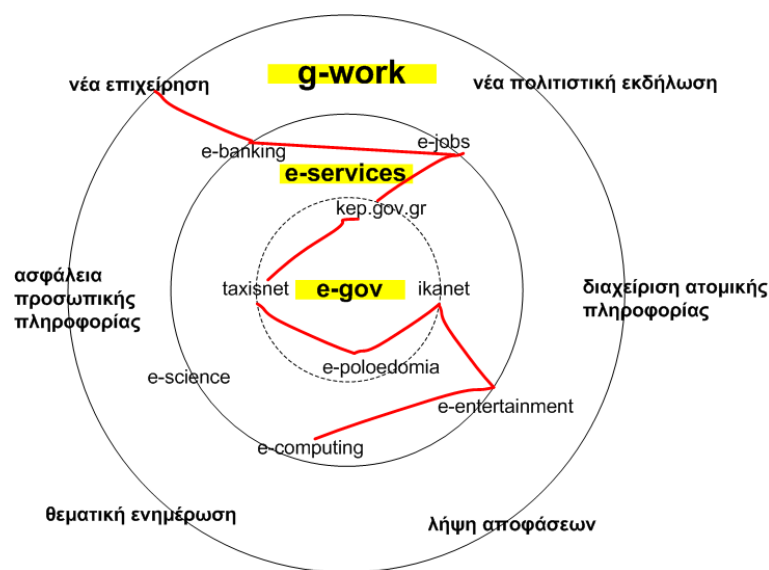 g-work
νέα επιχείρηση
νέα πολιτιστική εκδήλωση
e-banking
e-jobs
e-services
kep.gov.gr
ασφάλεια
προσωπικής
πληροφορίας
taxisnet
e-gov
ikanet
διαχείριση ατομικής
πληροφορίας
e-poloedomia
e-science
e-entertainment
e-computing
θεματική ενημέρωση
λήψη αποφάσεων